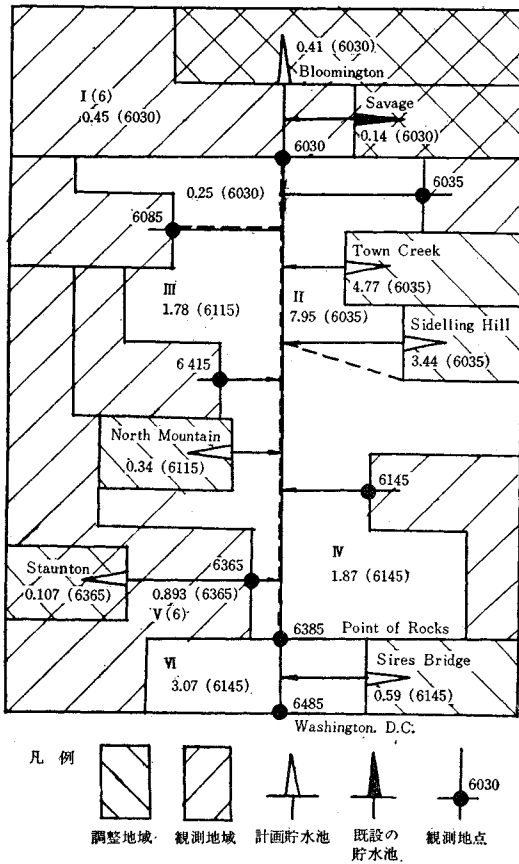 0.41 (6030)
Bloomington
I (6)
0.45 (6030)
Savage
0.14 (6030)
6030
0.25 (6030)
6035
6085
Town Creek
4.77 (6035)
III
1.78 (6115)
II
7.95 (6035)
Sidelling Hill
3.44 (6035)
6 415
North Mountain
0.34 (6115)
6145
IV
1.87 (6145)
Staunton
0.107 (6365)
6365
0.893 (6365)
V (6)
6385
Point of Rocks
VI
3.07 (6145)
Sires Bridge
0.59 (6145)
6485
Washington. D.C.
凡 例
6030
調整地域
観測地域
計画貯水池
既設の
貯水池
観測地点